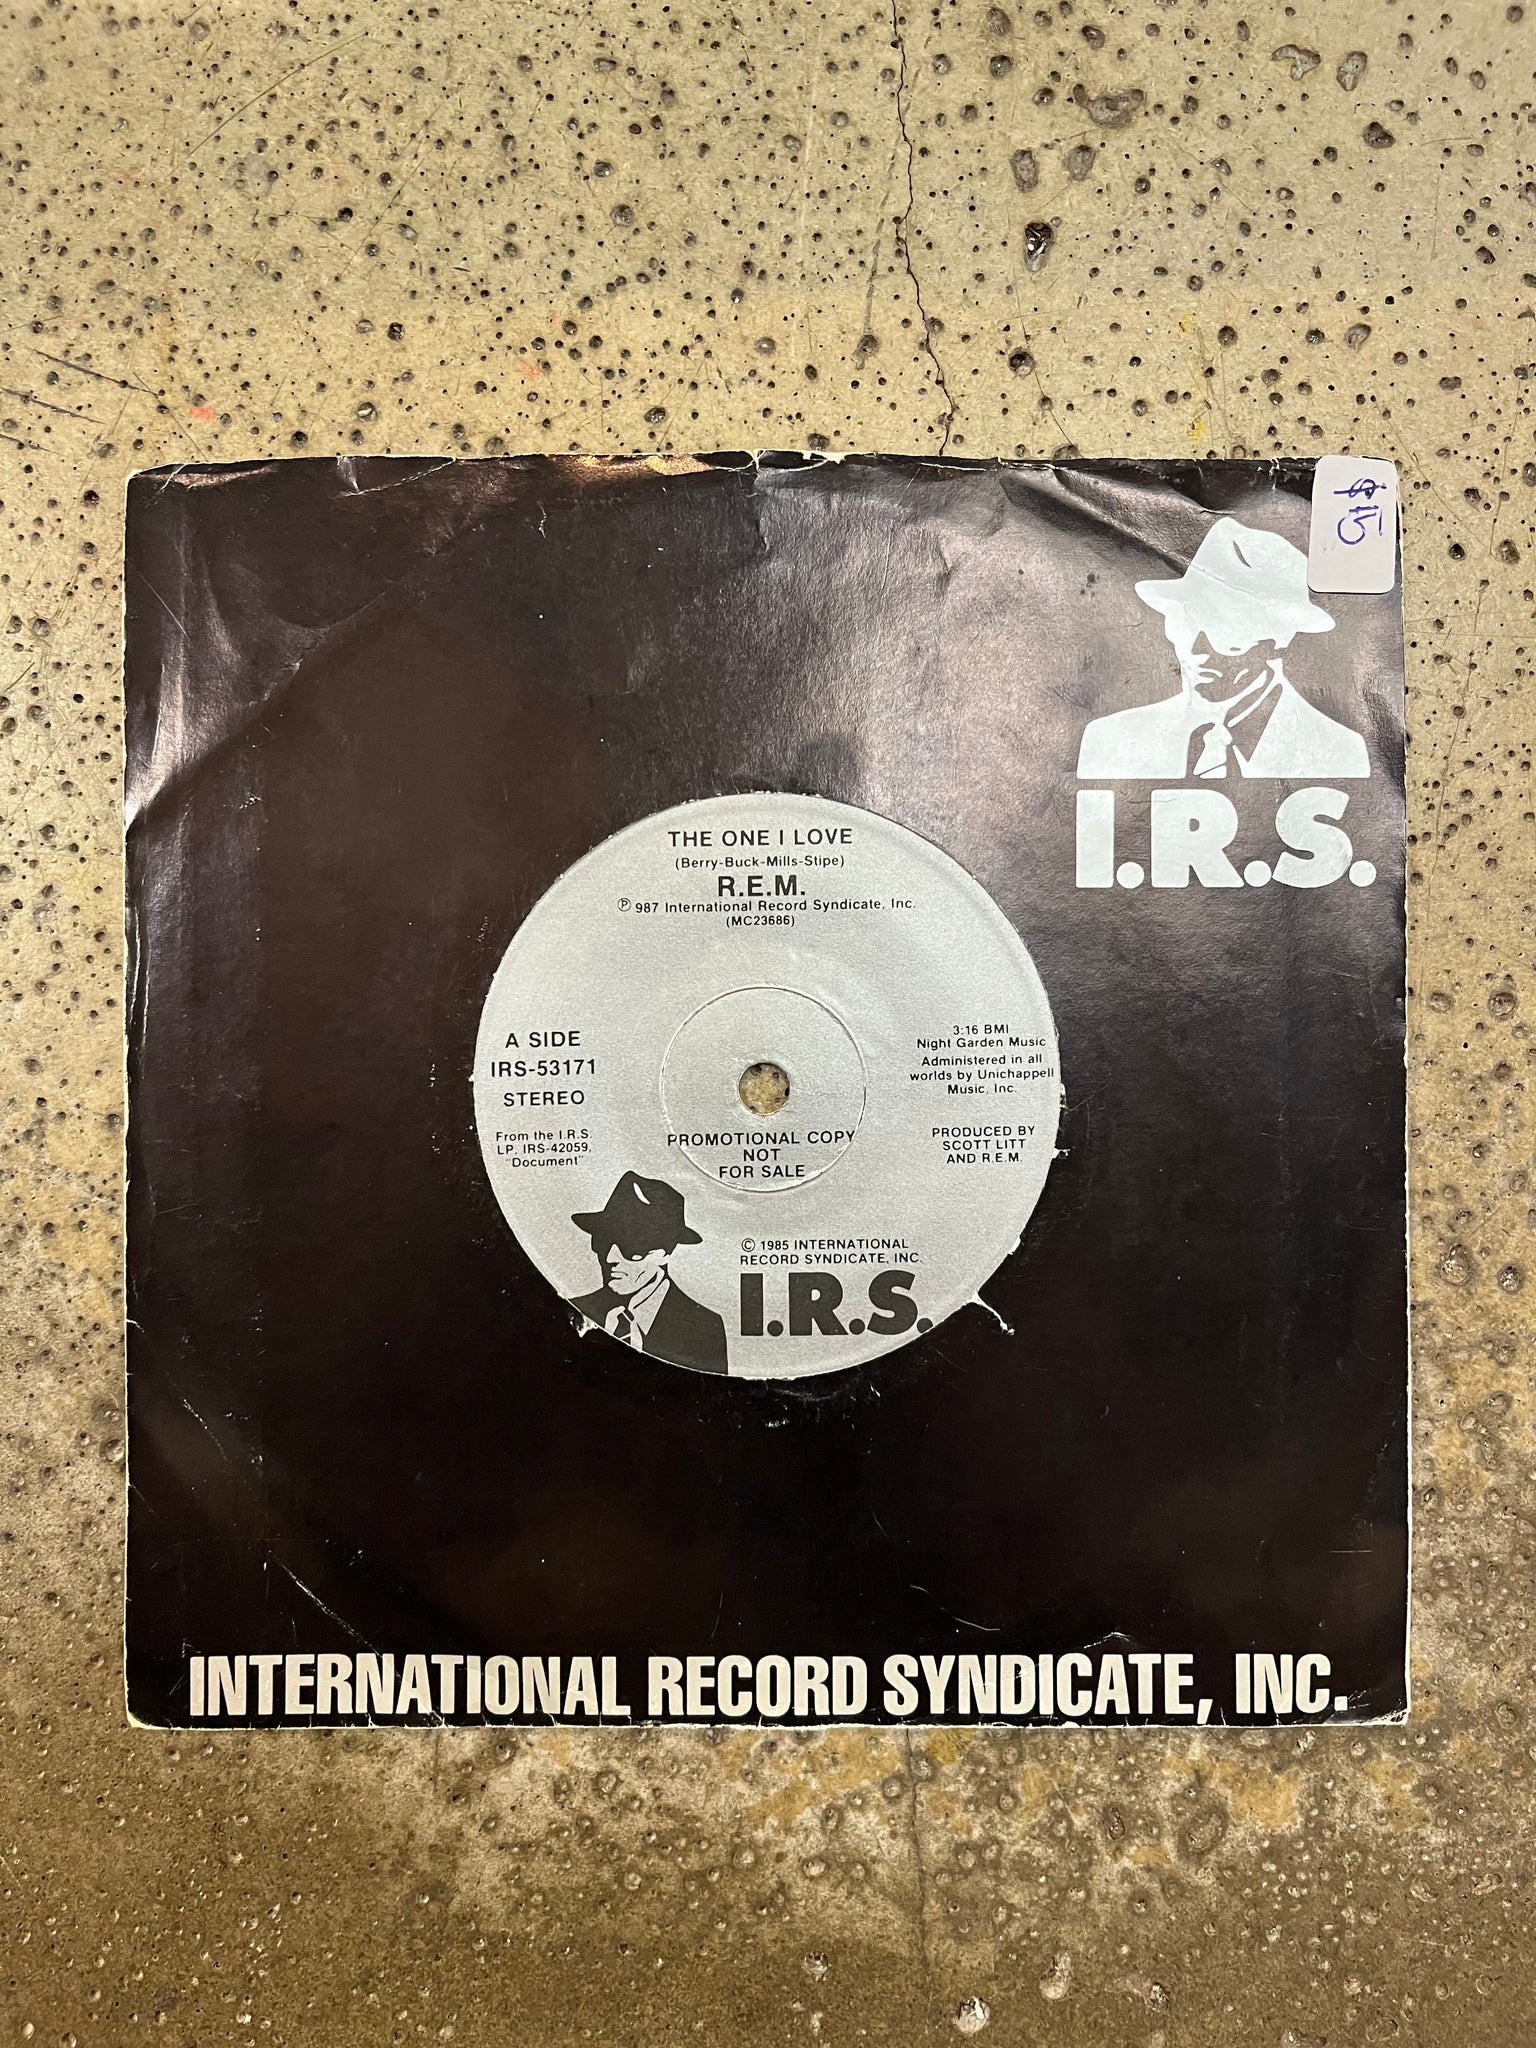 $5
I.R.S.
THE ONE I LOVE
(Berry-Buck-Mills-Stipe)
R.E.M.
Ⓟ 987 International Record Syndicate, Inc.
(MC23686)
A SIDE
IRS-53171
STEREO
From the I.R.S.
LP, IRS-42059,
"Document"
3:16 BMI
Night Garden Music
Administered in all
worlds by Unichappell
Music, Inc.
PRODUCED BY
SCOTT LITT
AND R.E.M.
PROMOTIONAL COPY
NOT
FOR SALE
© 1985 INTERNATIONAL
RECORD SYNDICATE, INC.
I.R.S.
INTERNATIONAL RECORD SYNDICATE, INC.